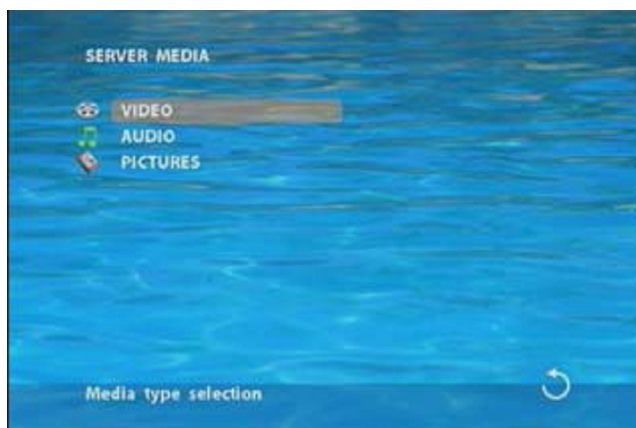 SERVER MEDIA
VIDEO
AUDIO
PICTURES
Media type selection